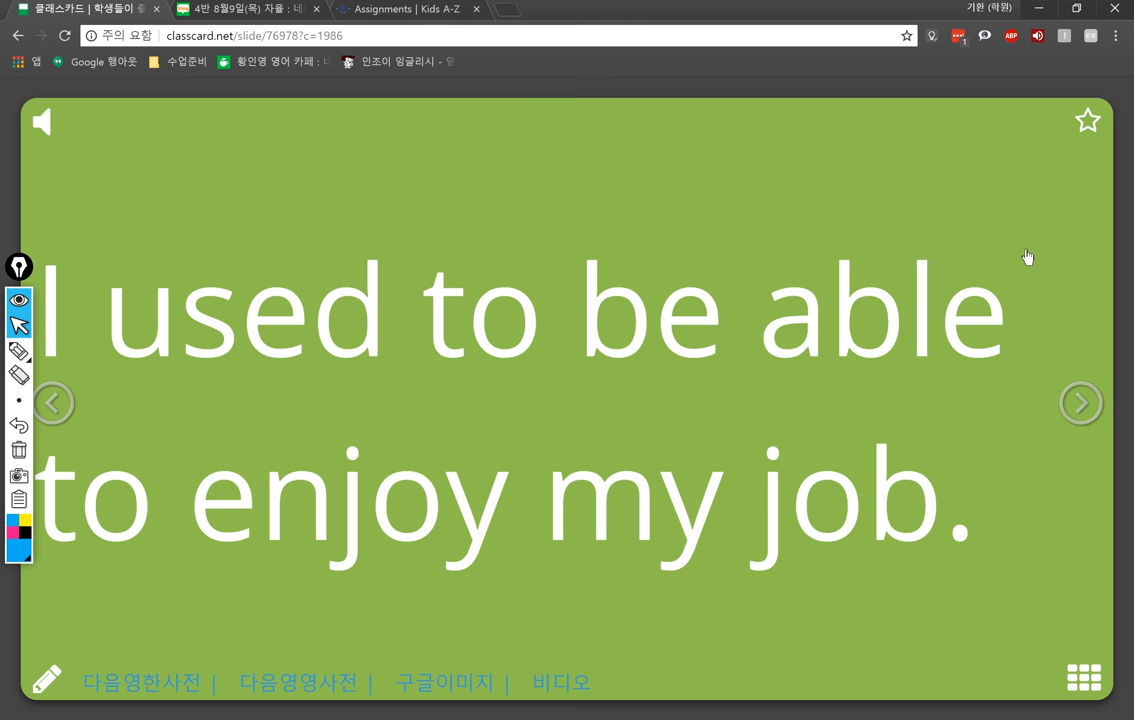 클래스카드 | 학생들이
4반 8월9일(목) 자율 : 네
Assignments | Kids A-Z
기환 (학원)
주의 요함
classcard.net/slide/76978?c=1986
1
ABP
앱
Google 행아웃
수업준비
황인영 영어 카페 : 네
인조이 잉글리시 -
I used to be able
to enjoy my job.
다음영한사전 |
다음영영사전 |
구글이미지 |
비디오